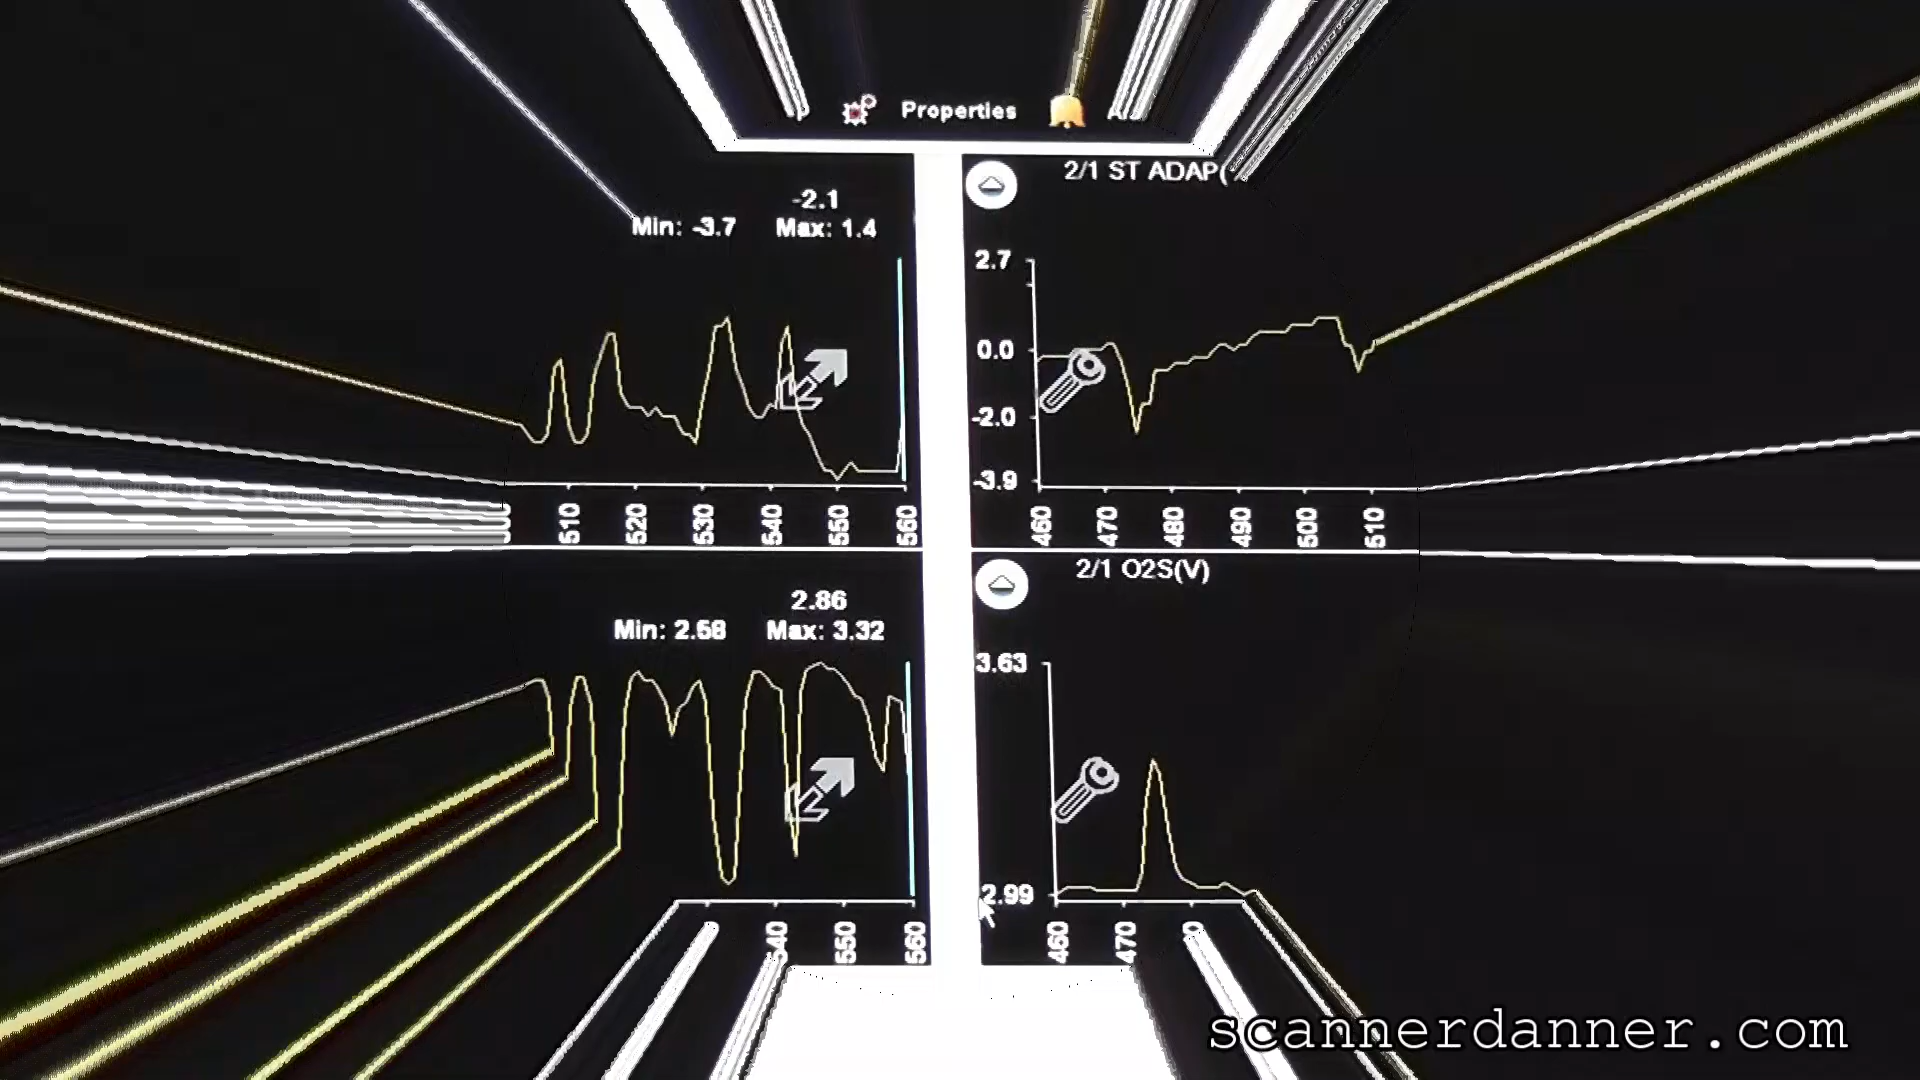 Properties
2/1 ST ADAP(
-2.1
Min: -3.7 Max: 1.4
2.7
0.0
-2.0
-3.9
510 520 530 540 550 560
460 470 480 490 500 510
2/1 O2S(V)
2.86
Min: 2.58 Max: 3.32
3.63
2.99
540 550 560
460 470
scannerdanner.com